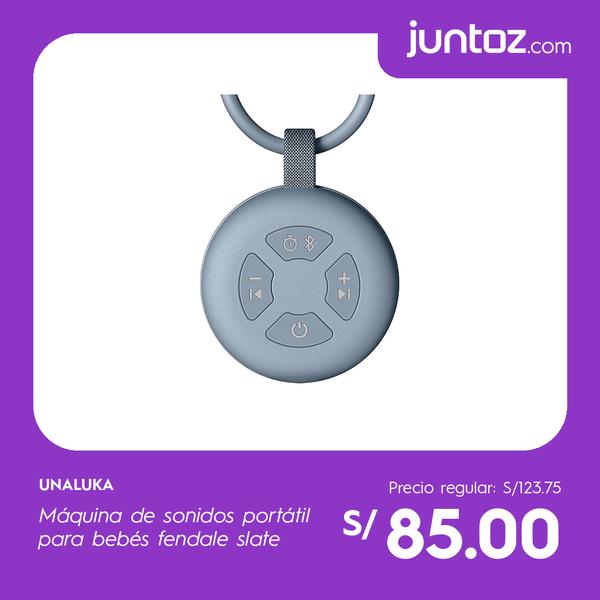 juntoz.com
UNALUKA
Máquina de sonidos portátil
para bebés fendale slate
Precio regular: S/123.75
S/ 85.00